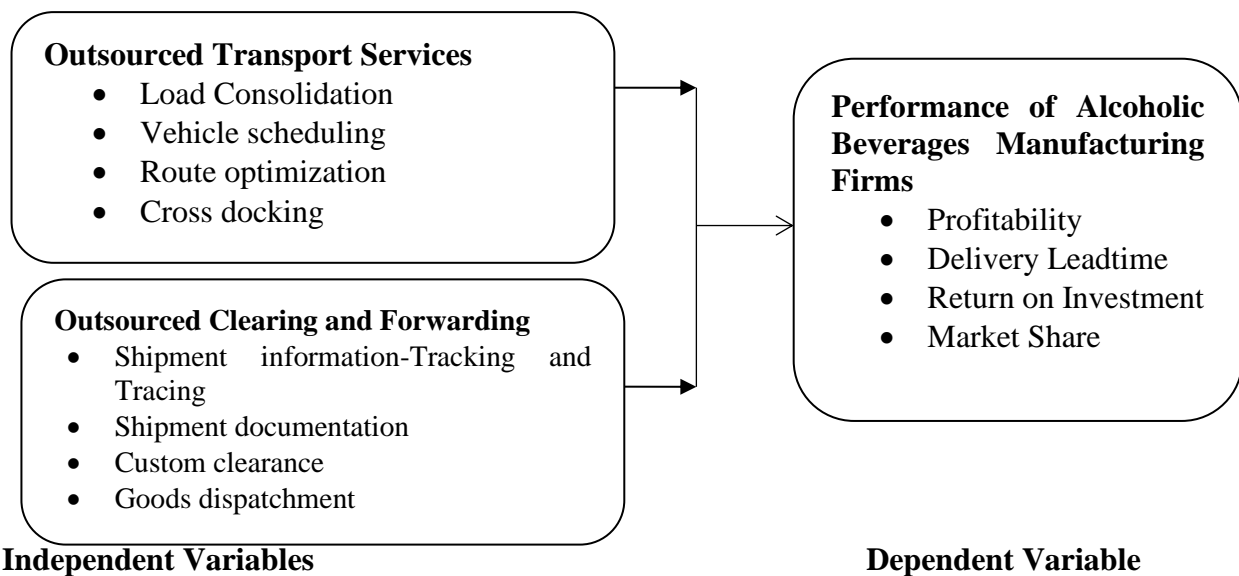 Outsourced Transport Services
• Load Consolidation
• Vehicle scheduling
• Route optimization
• Cross docking
Outsourced Clearing and Forwarding
• Shipment information-Tracking and
Tracing
• Shipment documentation
• Custom clearance
• Goods dispatchment
Performance of Alcoholic
Beverages Manufacturing
Firms
• Profitability
• Delivery Leadtime
• Return on Investment
• Market Share
Independent Variables
Dependent Variable